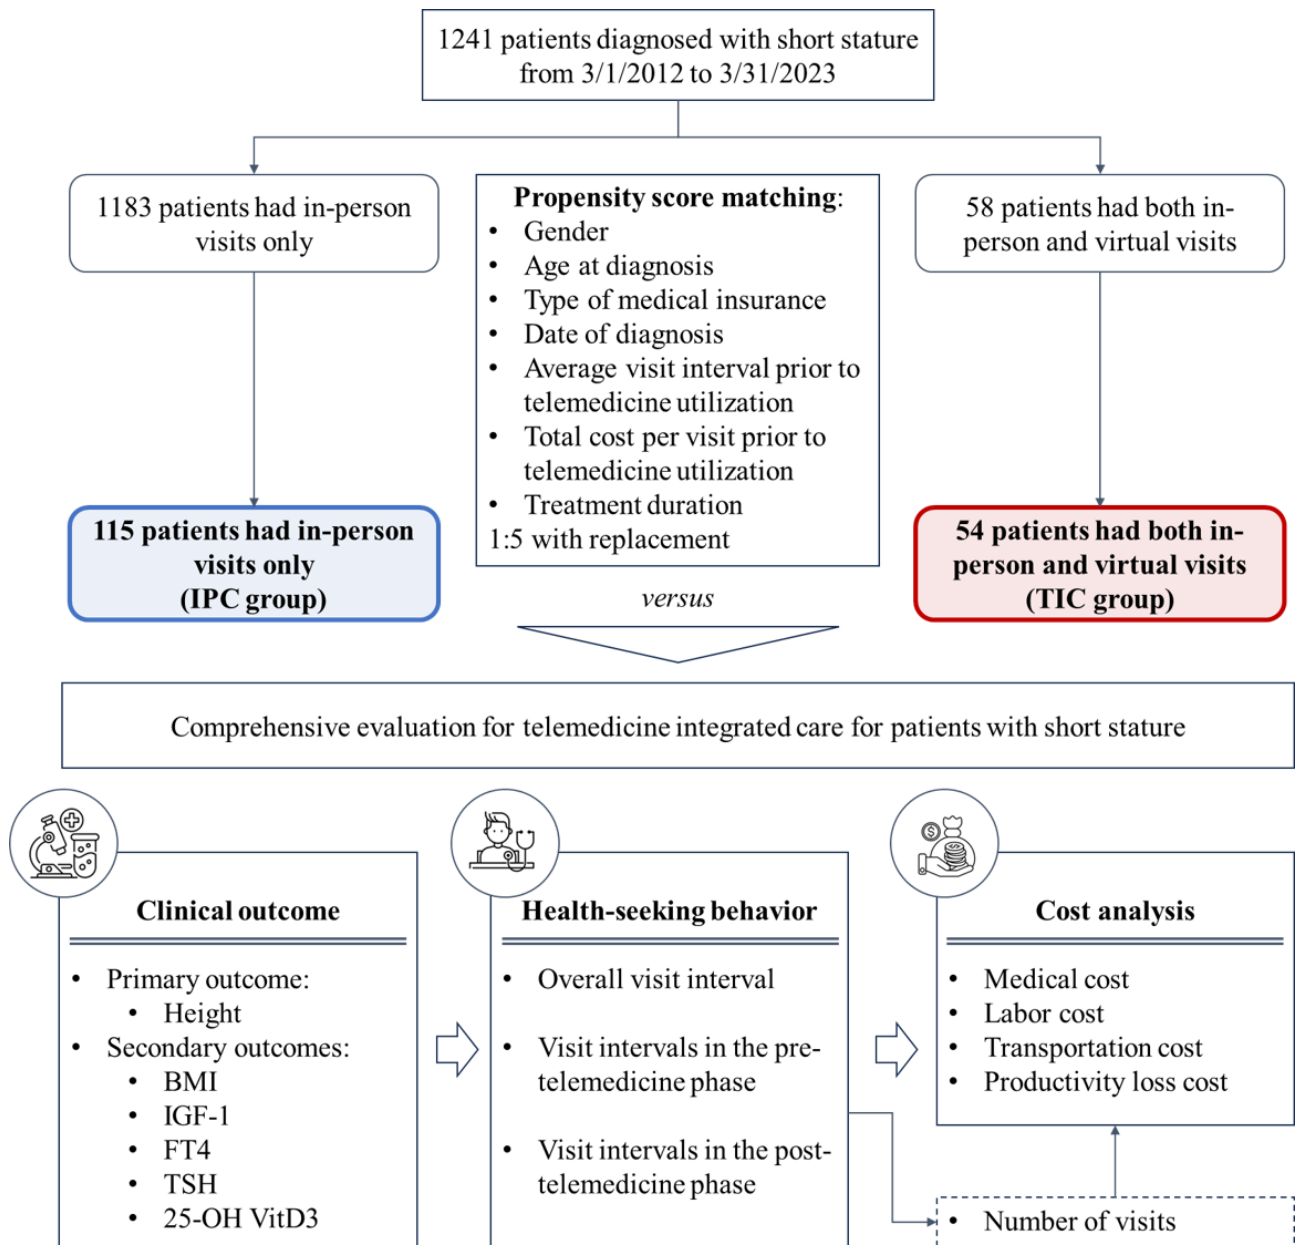 1241 patients diagnosed with short stature
from 3/1/2012 to 3/31/2023
1183 patients had in-person
visits only
Propensity score matching:
• Gender
• Age at diagnosis
• Type of medical insurance
• Date of diagnosis
• Average visit interval prior to
telemedicine utilization
• Total cost per visit prior to
telemedicine utilization
• Treatment duration
1:5 with replacement
58 patients had both in-
person and virtual visits
115 patients had in-person
visits only
(IPC group)
versus
54 patients had both in-
person and virtual visits
(TIC group)
Comprehensive evaluation for telemedicine integrated care for patients with short stature
Clinical outcome
• Primary outcome:
• Height
• Secondary outcomes:
• BMI
• IGF-1
• FT4
• TSH
• 25-OH VitD3
Health-seeking behavior
• Overall visit interval
• Visit intervals in the pre-
telemedicine phase
• Visit intervals in the post-
telemedicine phase
$
Cost analysis
• Medical cost
• Labor cost
• Transportation cost
• Productivity loss cost
• Number of visits